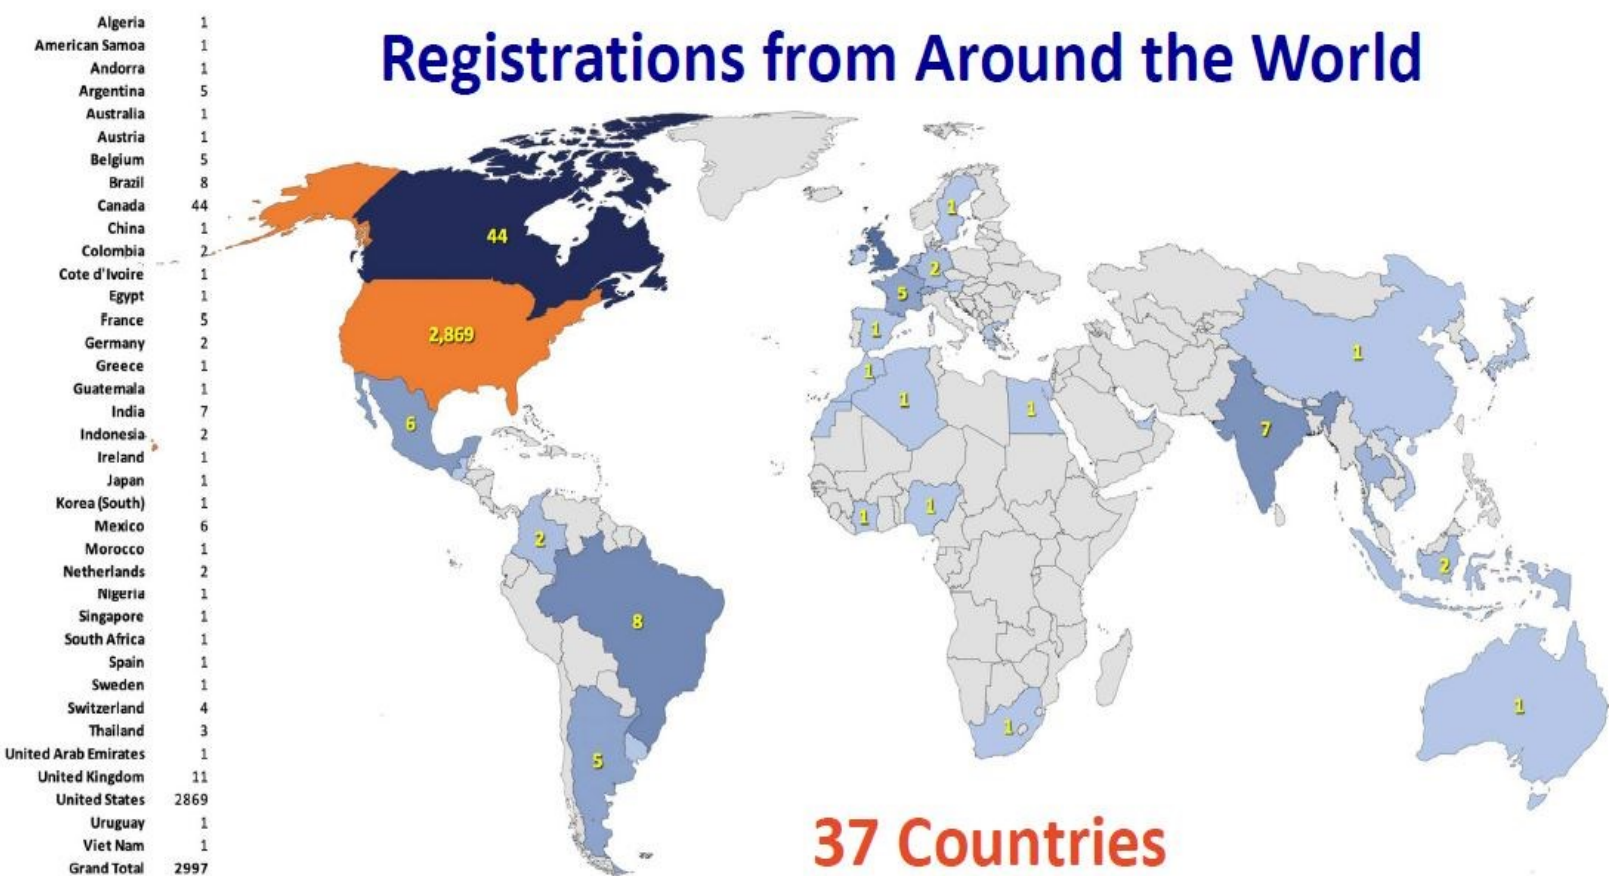 Registrations from Around the World
Algeria 1
American Samoa 1
Andorra 1
Argentina 5
Australia 1
Austria 1
Belgium 5
Brazil 8
Canada 44
China 1
Colombia 2
Cote d'Ivoire 1
Egypt 1
France 5
Germany 2
Greece 1
Guatemala 1
India 7
Indonesia 2
Ireland 1
Japan 1
Korea (South) 1
Mexico 6
Morocco 1
Netherlands 2
Nigeria 1
Singapore 1
South Africa 1
Spain 1
Sweden 1
Switzerland 4
Thailand 3
United Arab Emirates 1
United Kingdom 11
United States 2869
Uruguay 1
Viet Nam 1
Grand Total 2997
44
2,869
6
2
8
5
1
2
5
1
1
1
1
1
1
1
1
7
2
1
37 Countries